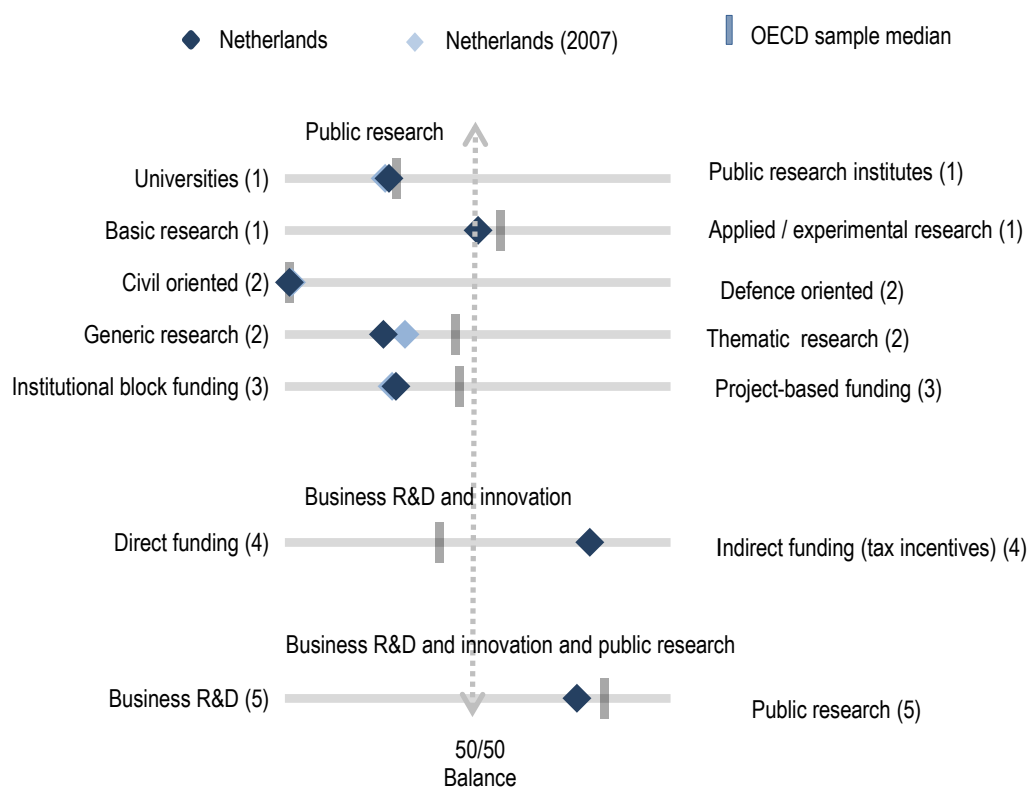 Netherlands
Netherlands (2007)
OECD sample median
Public research
Universities (1)
Public research institutes (1)
Basic research (1)
Applied / experimental research (1)
Civil oriented (2)
Defence oriented (2)
Generic research (2)
Thematic research (2)
Institutional block funding (3)
Project-based funding (3)
Business R&D and innovation
Direct funding (4)
Indirect funding (tax incentives) (4)
Business R&D and innovation and public research
Business R&D (5)
Public research (5)
50/50
Balance